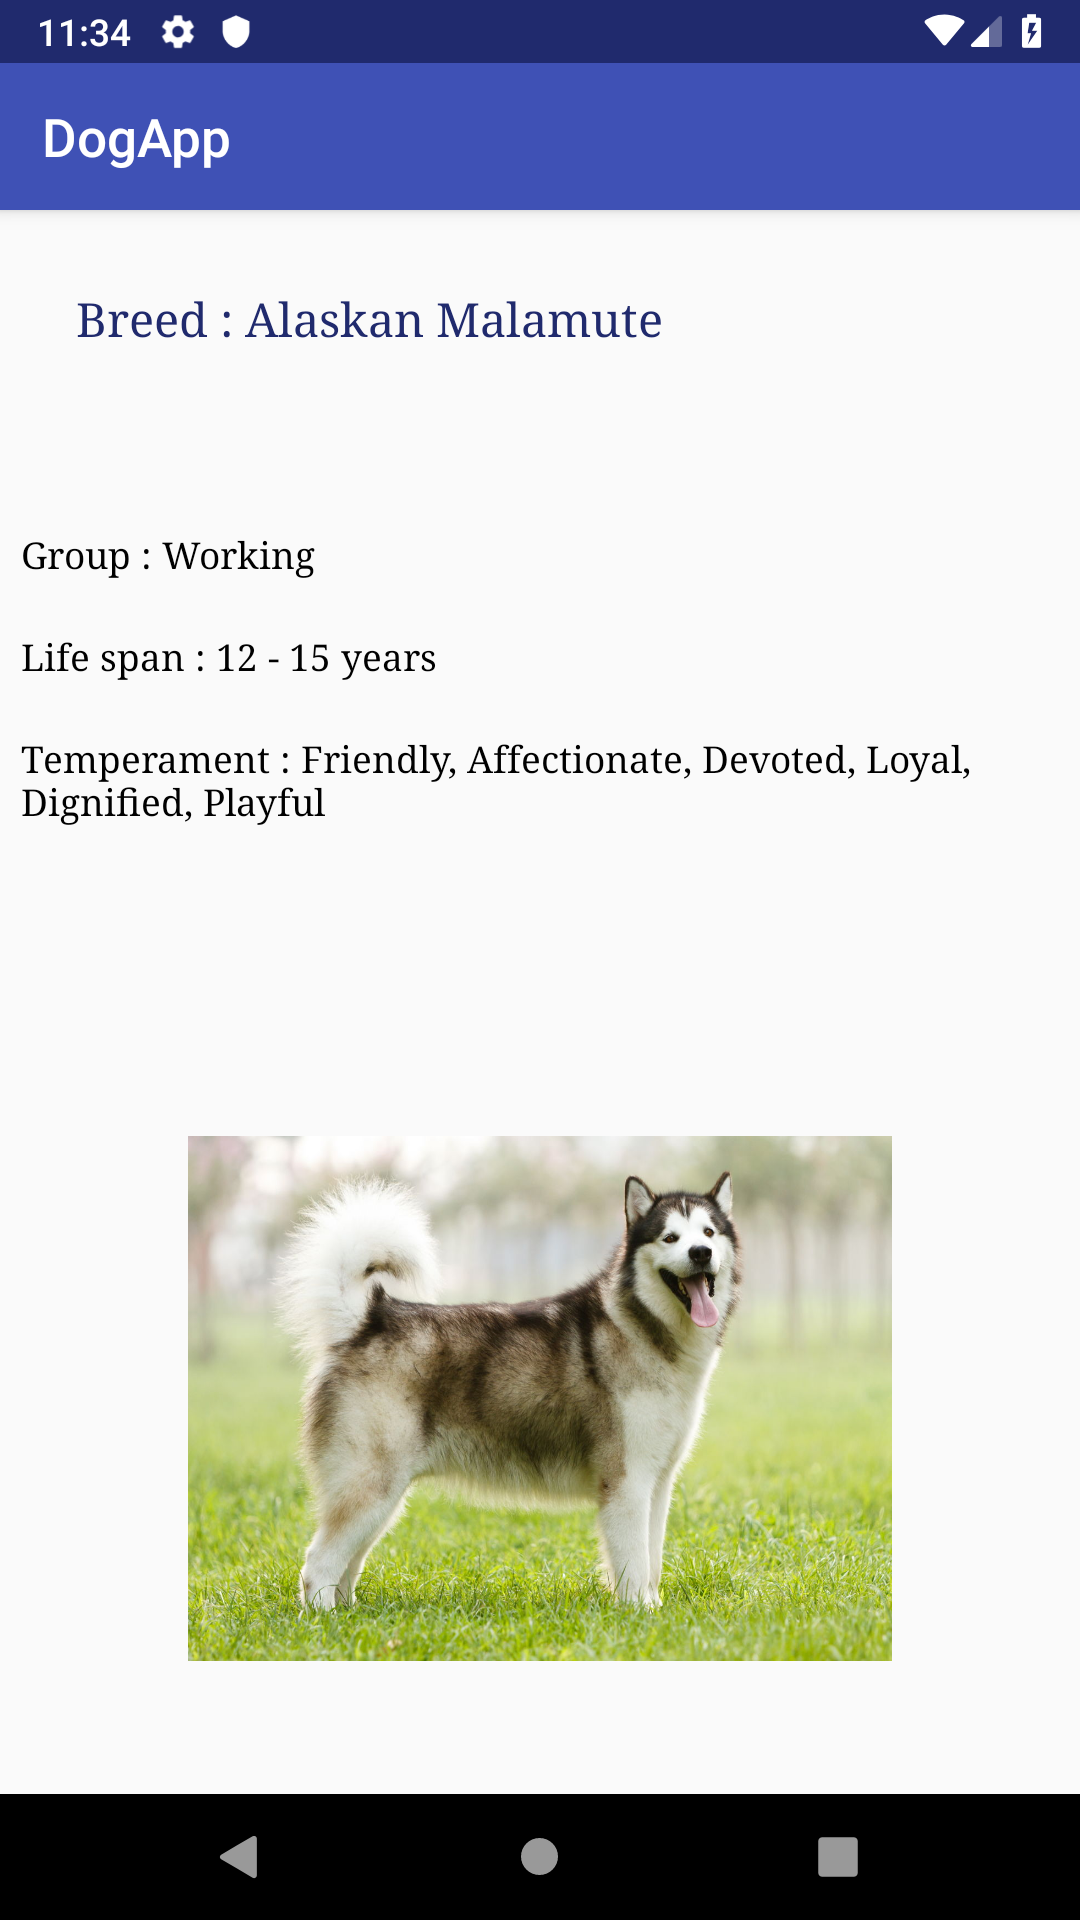 11:34
DogApp
Breed : Alaskan Malamute
Group : Working
Life span : 12 - 15 years
Temperament : Friendly, Affectionate, Devoted, Loyal,
Dignified, Playful